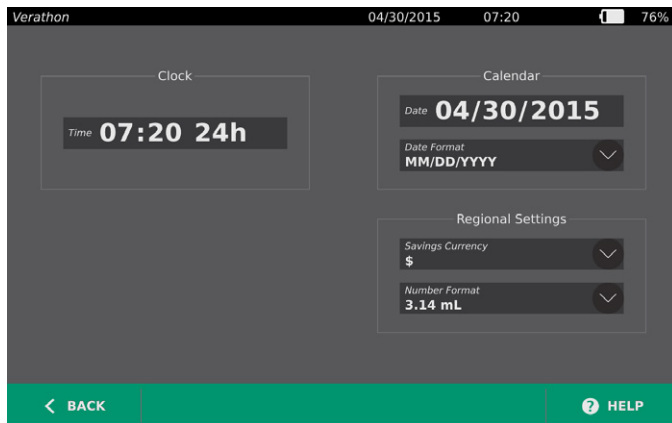 Verathon 04/30/2015 07:20 76%
Clock
Time 07:20 24h
Calendar
Date 04/30/2015
Date Format
MM/DD/YYYY
Regional Settings
Savings Currency
$
Number Format
3.14 mL
BACK
? HELP